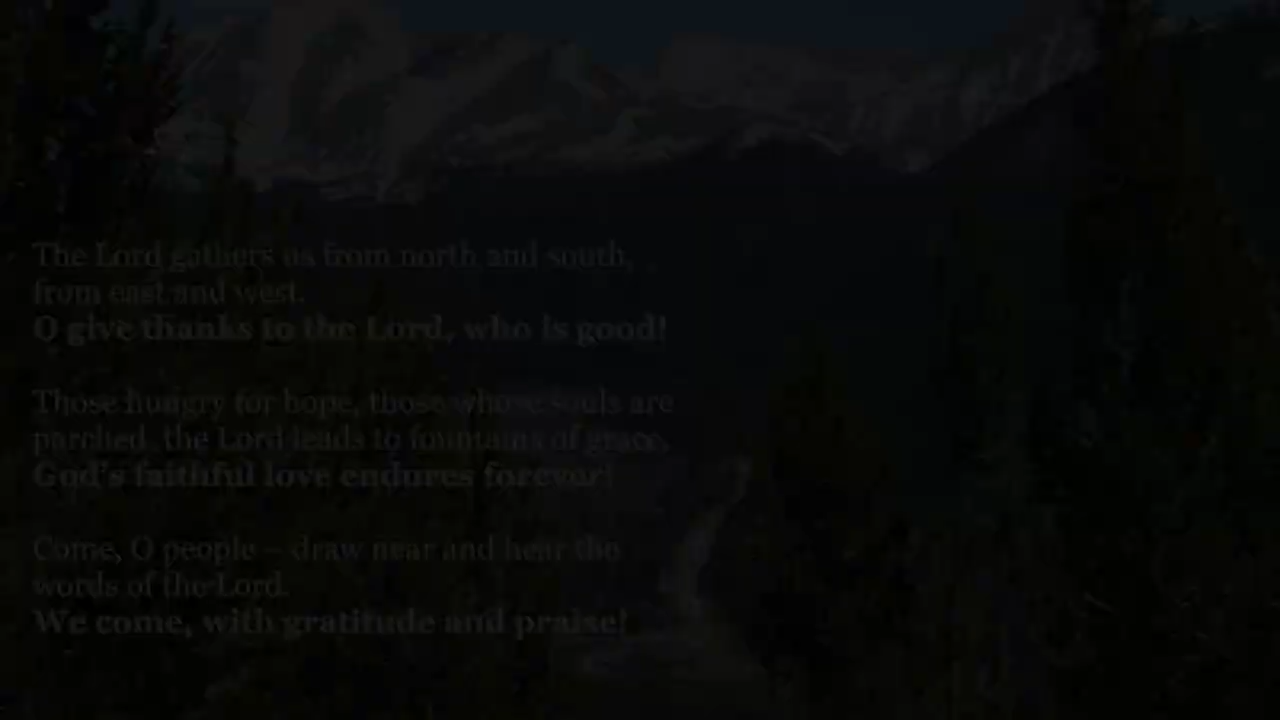 The Lord gathers us from north and south,
from east and west.
O give thanks to the Lord, who is good!
Those hungry for hope, those whose souls are
parched, the Lord leads to fountains of grace.
God's faithful love endures forever!
Come, O people – draw near and hear the
words of the Lord.
We come, with gratitude and praise!